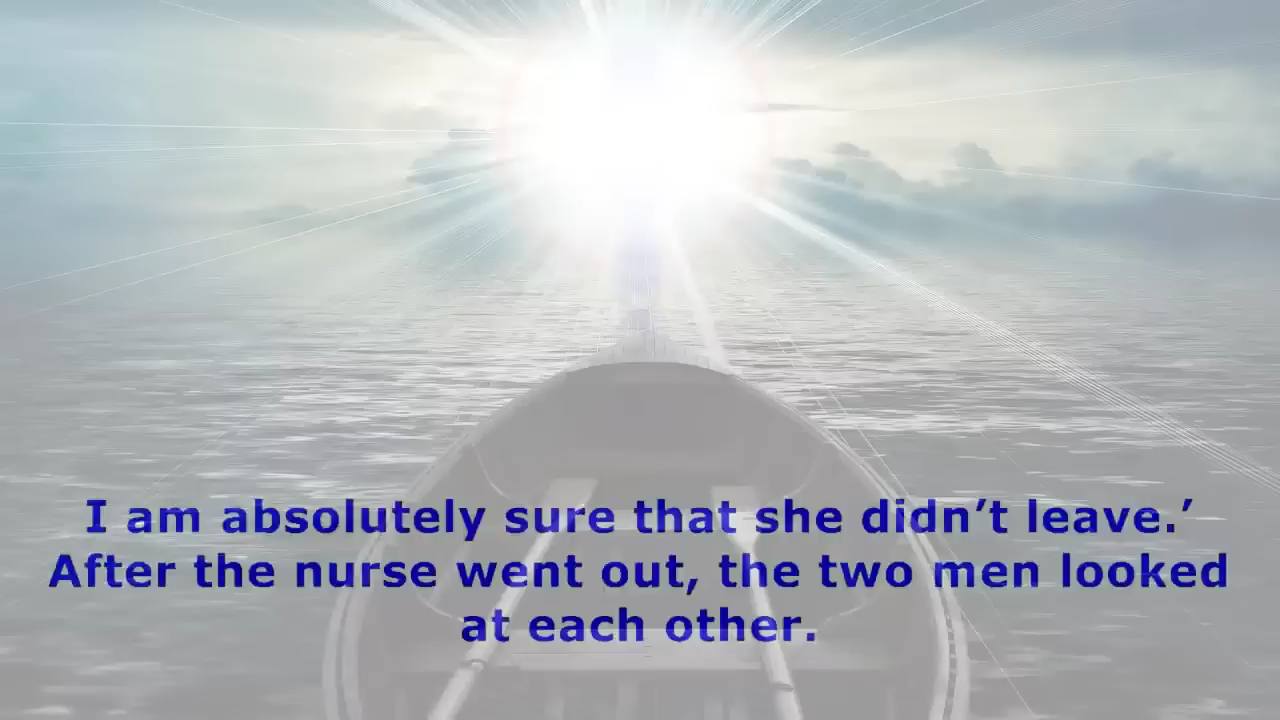 I am absolutely sure that she didn’t leave.’
After the nurse went out, the two men looked
at each other.